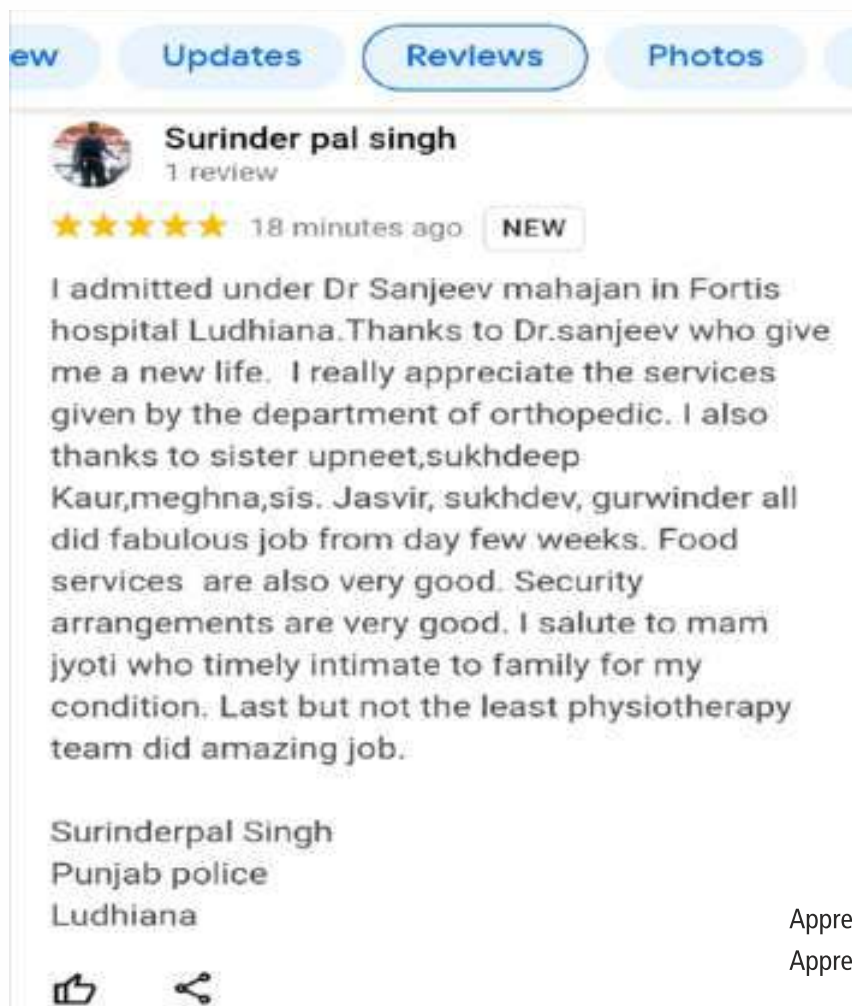 ew Updates Reviews Photos
Surinder pal singh
1 review
18 minutes ago NEW
I admitted under Dr Sanjeev mahajan in Fortis
hospital Ludhiana.Thanks to Dr.sanjeev who give
me a new life. I really appreciate the services
given by the department of orthopedic. I also
thanks to sister upneet,sukhdeep
Kaur,meghna,sis. Jasvir, sukhdev, gurwinder all
did fabulous job from day few weeks. Food
services are also very good. Security
arrangements are very good. I salute to mam
jyoti who timely intimate to family for my
condition. Last but not the least physiotherapy
team did amazing job.
Surinderpal Singh
Punjab police
Ludhiana
Appre
Appre